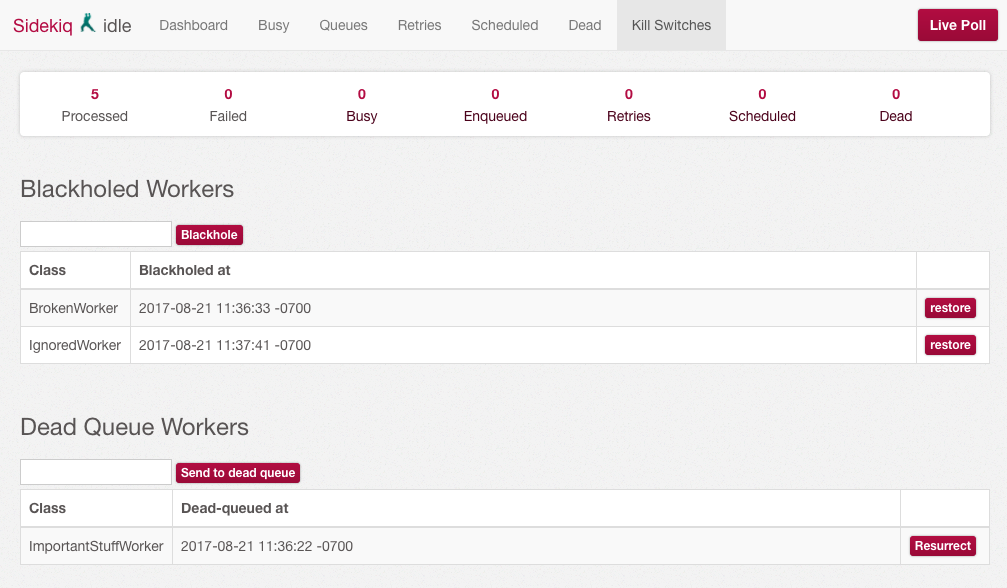 Sidekiq idle Dashboard Busy Queues Retries Scheduled Dead Kill Switches Live Poll
5 0 0 0 0 0 0
Processed Failed Busy Enqueued Retries Scheduled Dead
Blackholed Workers
Blackhole
Class Blackholed at
BrokenWorker 2017-08-21 11:36:33 -0700 restore
IgnoredWorker 2017-08-21 11:37:41 -0700 restore
Dead Queue Workers
Send to dead queue
Class Dead-queued at
ImportantStuffWorker 2017-08-21 11:36:22 -0700 Resurrect